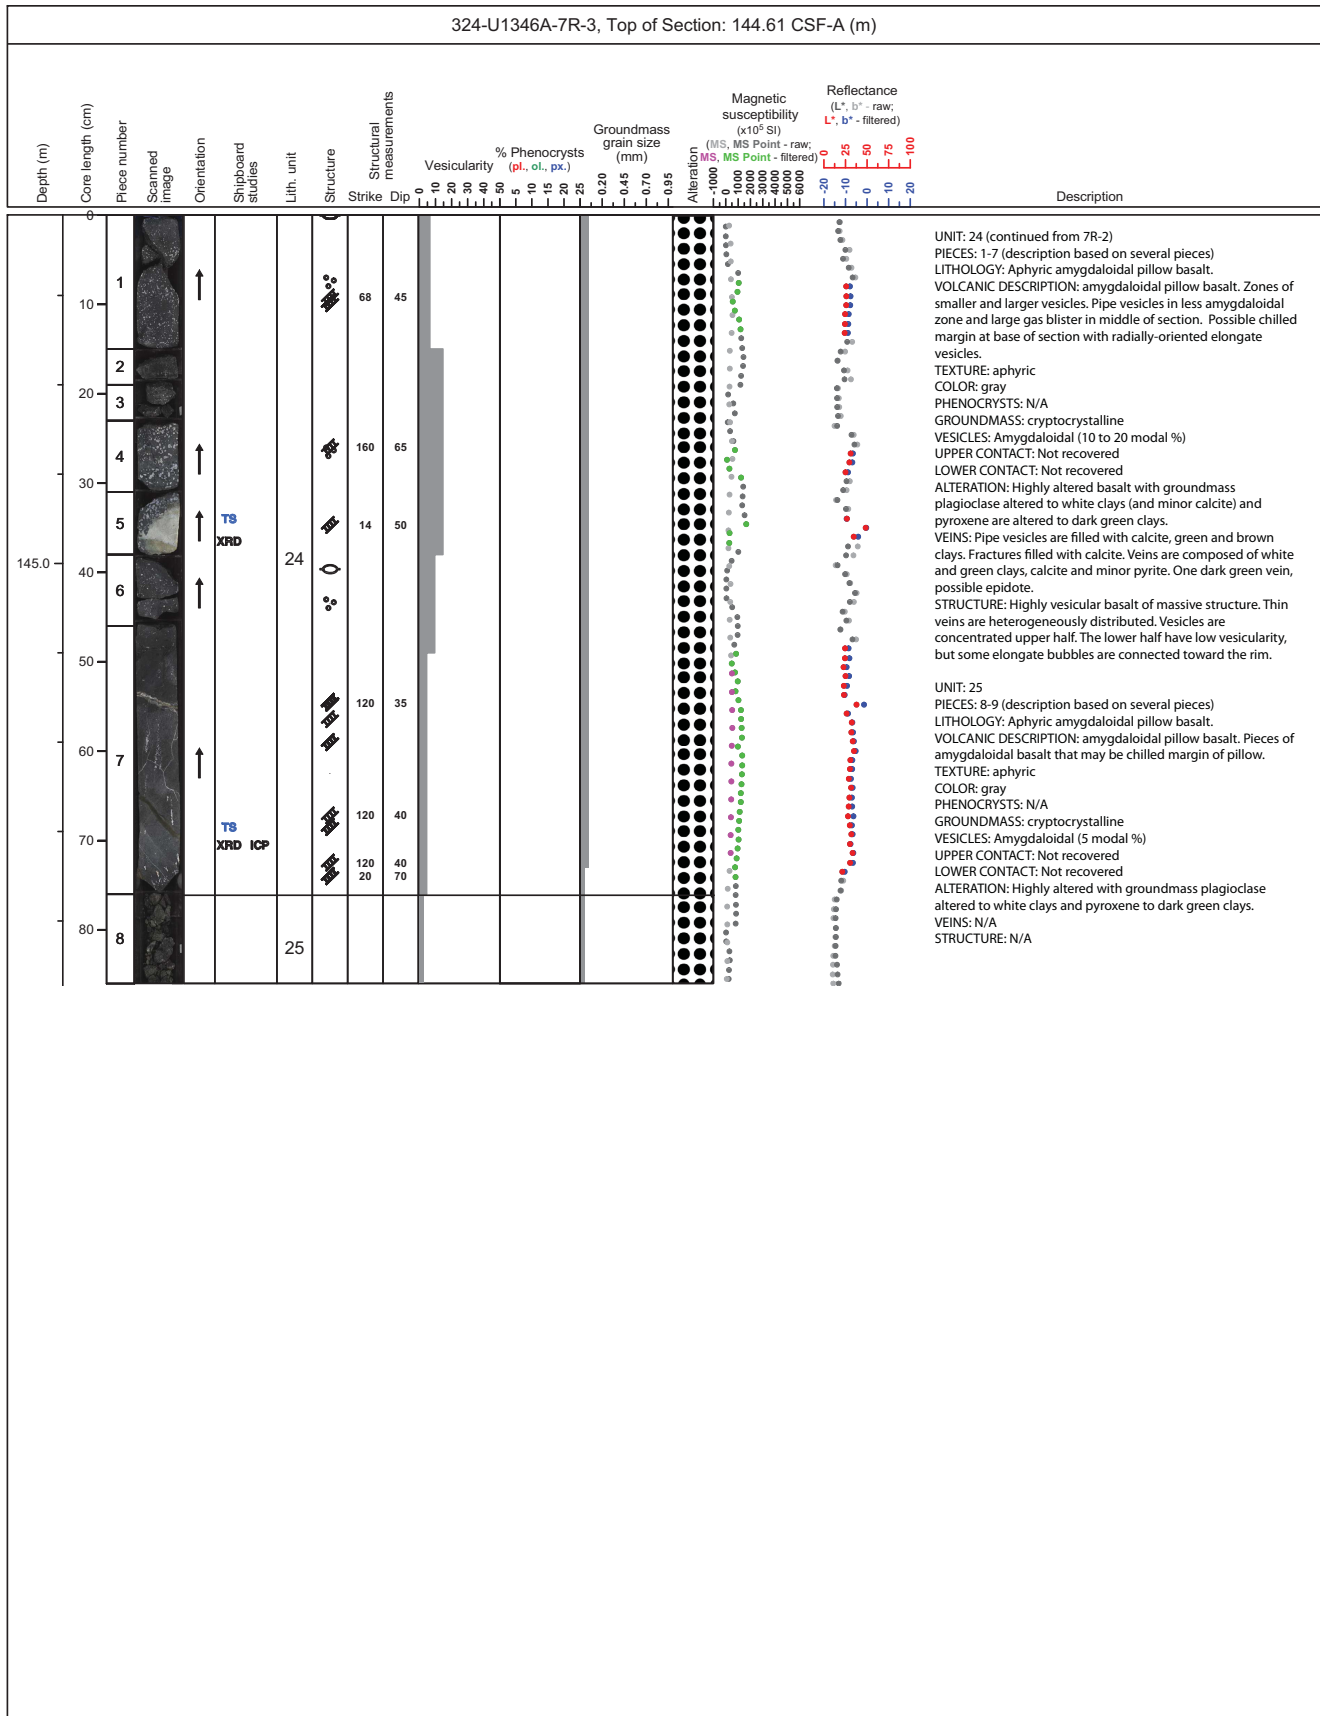 324-U1346A-7R-3, Top of Section: 144.61 CSF-A (m)
Depth (m)
Core length (cm)
Piece number
Scanned image
Orientation
Shipboard studies
Lith. unit
Structure
Structural measurements
Strike Dip
Vesicularity
0 10 20 30 40 50
% Phenocrysts
(pl., ol., px.)
5 10 15 20 25
Groundmass
grain size
(mm)
0.20 0.45 0.70 0.95
Alteration
Magnetic
susceptibility
(x10⁵ SI)
(MS, MS Point - raw;
MS, MS Point - filtered)
-1000 0 1000 2000 3000 4000 5000 6000
Reflectance
(L*, b* - raw;
L*, b* - filtered)
0 25 50 75 100
-20 -10 0 10 20
Description
0
1
10
68 45
2
20
3
4
160 65
30
5
TS
14 50
XRD
145.0
24
40
6
50
120 35
60
7
120 40
TS
70
XRD ICP
120 40
20 70
80
8
25
UNIT: 24 (continued from 7R-2)
PIECES: 1-7 (description based on several pieces)
LITHOLOGY: Aphyric amygdaloidal pillow basalt.
VOLCANIC DESCRIPTION: amygdaloidal pillow basalt. Zones of
smaller and larger vesicles. Pipe vesicles in less amygdaloidal
zone and large gas blister in middle of section. Possible chilled
margin at base of section with radially-oriented elongate
vesicles.
TEXTURE: aphyric
COLOR: gray
PHENOCRYSTS: N/A
GROUNDMASS: cryptocrystalline
VESICLES: Amygdaloidal (10 to 20 modal %)
UPPER CONTACT: Not recovered
LOWER CONTACT: Not recovered
ALTERATION: Highly altered basalt with groundmass
plagioclase altered to white clays (and minor calcite) and
pyroxene are altered to dark green clays.
VEINS: Pipe vesicles are filled with calcite, green and brown
clays. Fractures filled with calcite. Veins are composed of white
and green clays, calcite and minor pyrite. One dark green vein,
possible epidote.
STRUCTURE: Highly vesicular basalt of massive structure. Thin
veins are heterogeneously distributed. Vesicles are
concentrated upper half. The lower half have low vesicularity,
but some elongate bubbles are connected toward the rim.
UNIT: 25
PIECES: 8-9 (description based on several pieces)
LITHOLOGY: Aphyric amygdaloidal pillow basalt.
VOLCANIC DESCRIPTION: amygdaloidal pillow basalt. Pieces of
amygdaloidal basalt that may be chilled margin of pillow.
TEXTURE: aphyric
COLOR: gray
PHENOCRYSTS: N/A
GROUNDMASS: cryptocrystalline
VESICLES: Amygdaloidal (5 modal %)
UPPER CONTACT: Not recovered
LOWER CONTACT: Not recovered
ALTERATION: Highly altered with groundmass plagioclase
altered to white clays and pyroxene to dark green clays.
VEINS: N/A
STRUCTURE: N/A